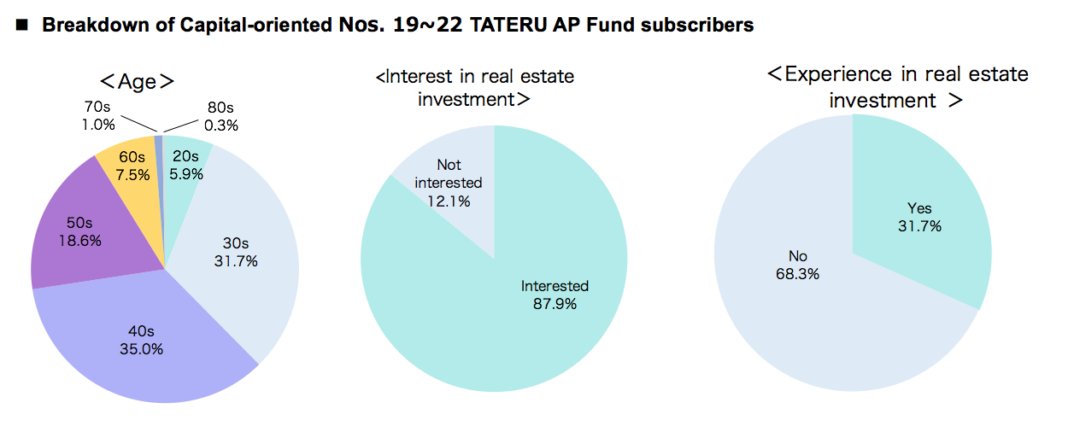 ■ Breakdown of Capital-oriented Nos. 19~22 TATERU AP Fund subscribers
<Age>
70s
1.0%
80s
0.3%
60s
7.5%
20s
5.9%
50s
18.6%
30s
31.7%
40s
35.0%
<Interest in real estate
investment>
Not
interested
12.1%
Interested
87.9%
<Experience in real estate
investment >
Yes
31.7%
No
68.3%